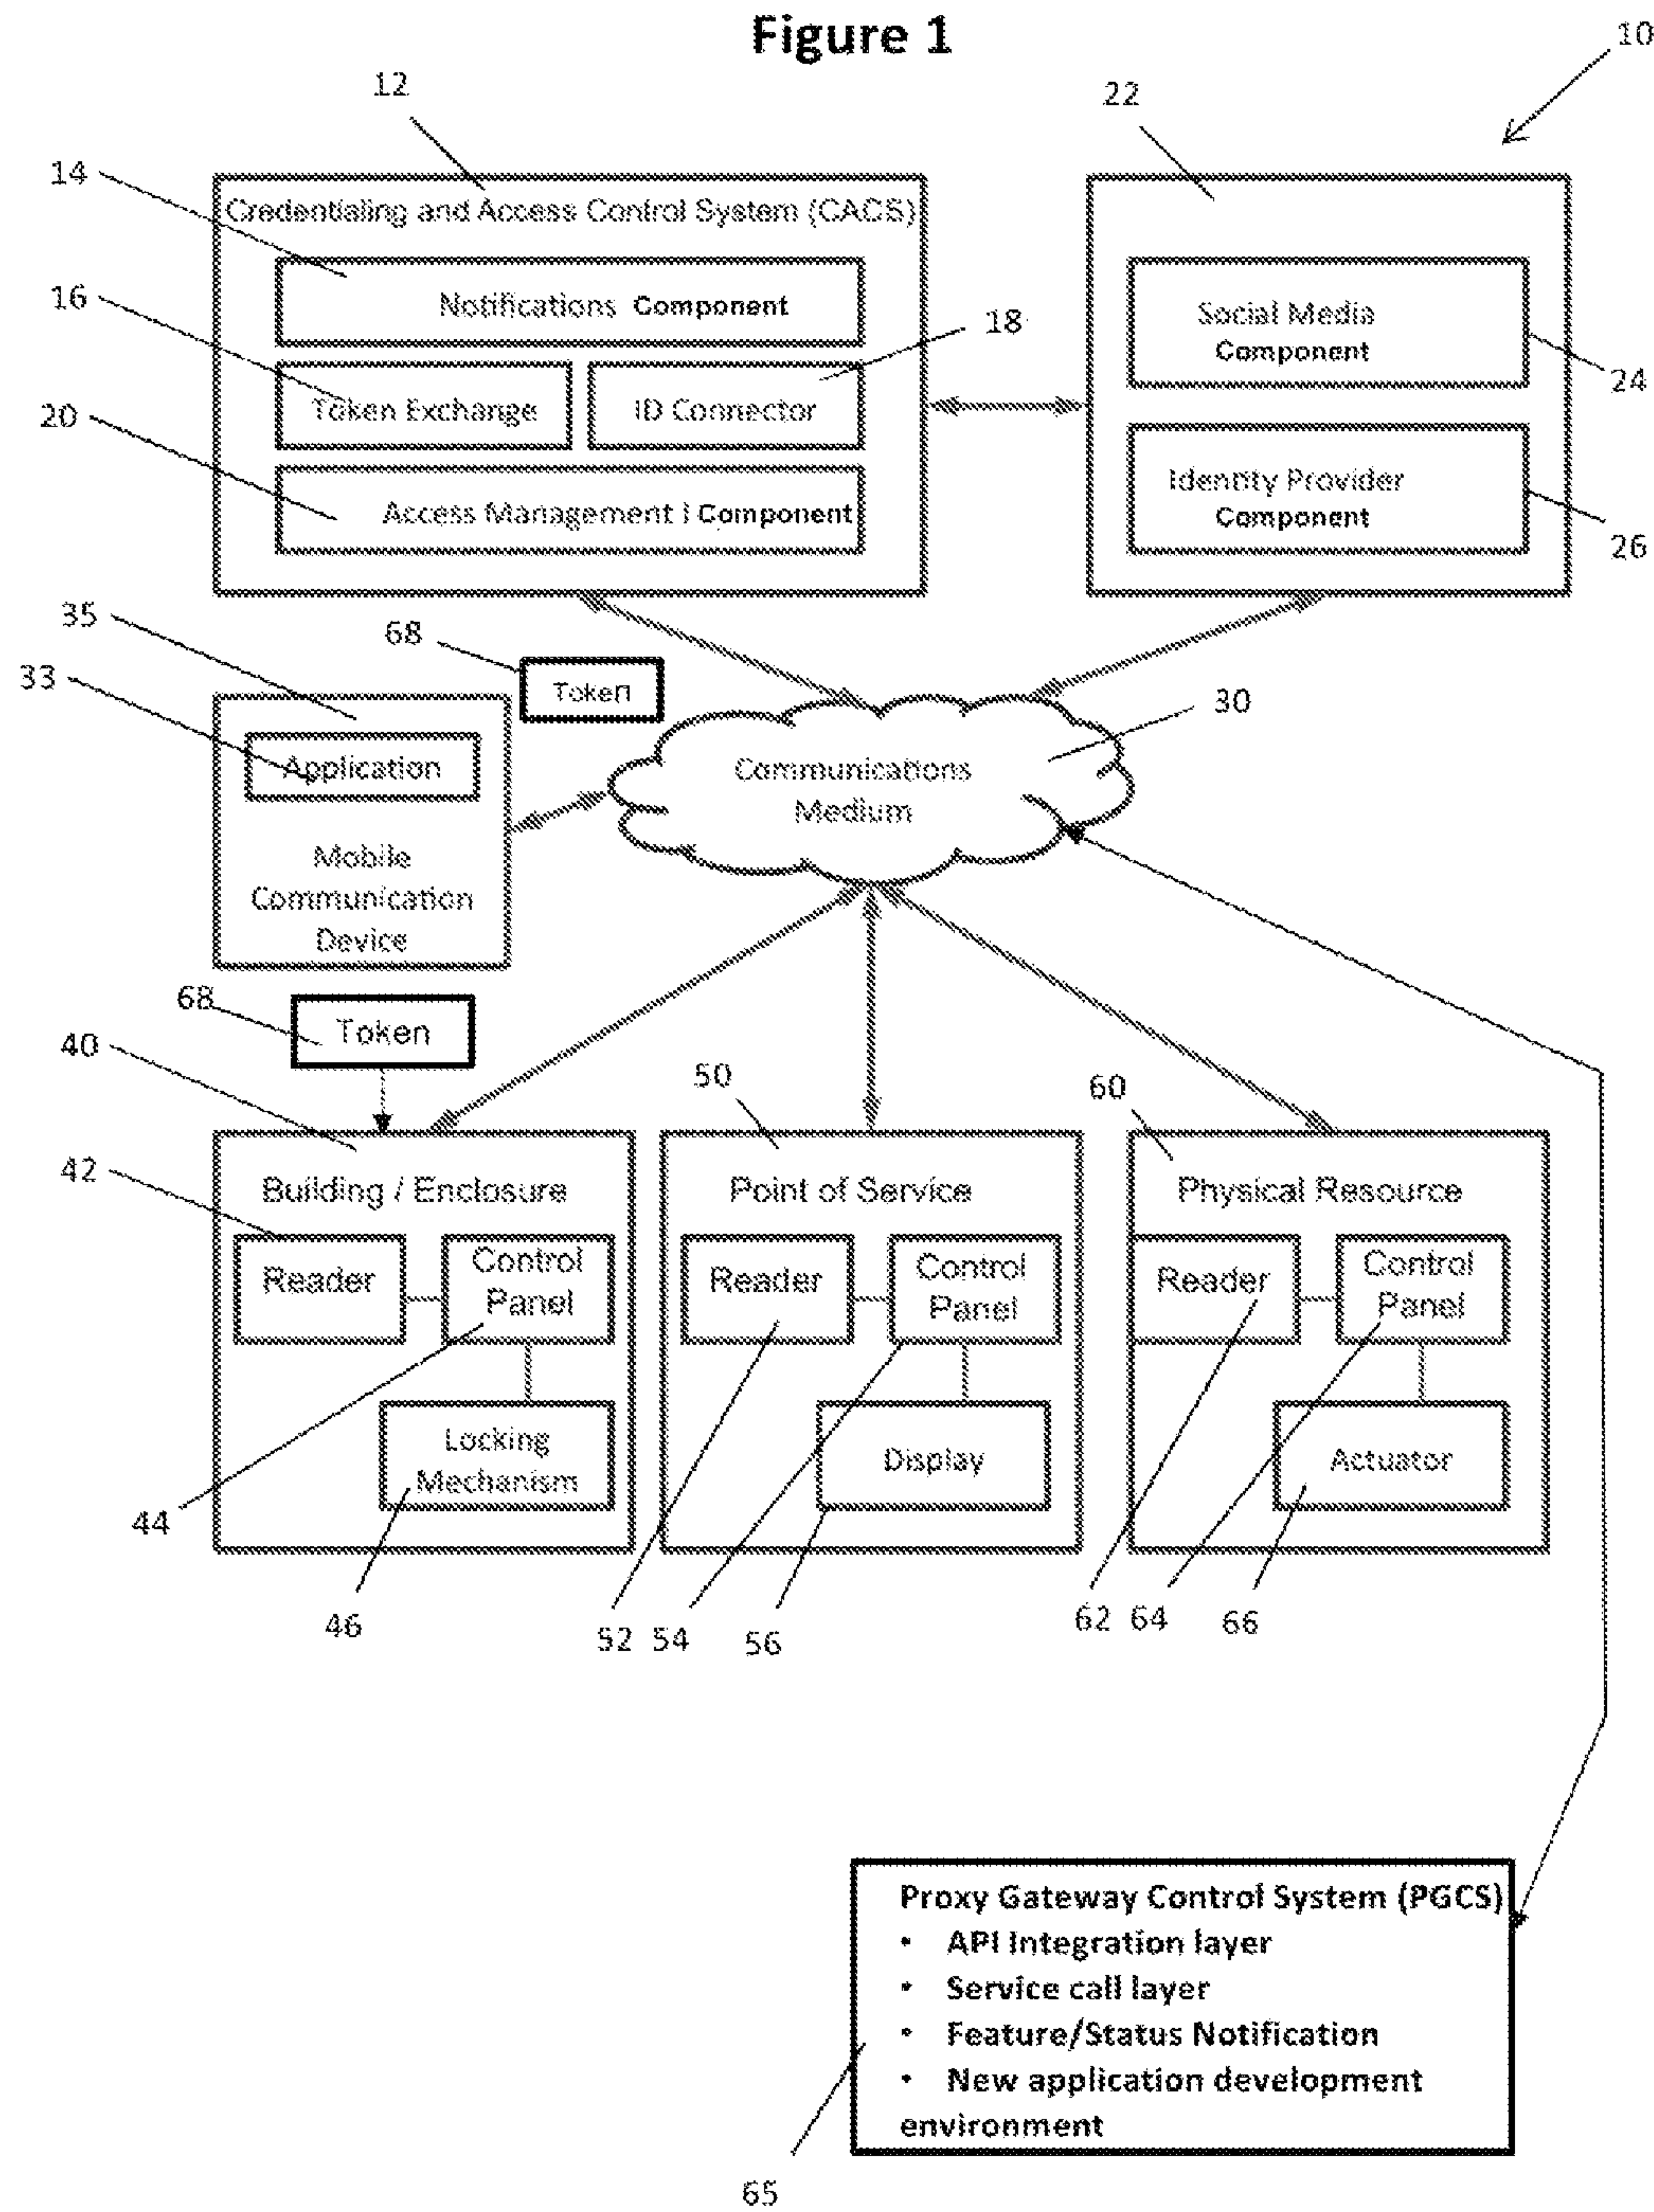 Figure 1
10
12
22
14
Credentialing and Access Control System (CACS)
Notifications Component
16
18
Social Media
Component
24
Token Exchange
ID Connector
20
Identity Provider
Component
26
Access Management | Component
35
68
Token
33
30
Application
Communications
Medium
Mobile
Communication
Device
68
Token
40
50
60
42
Building / Enclosure
Point of Service
Physical Resource
Reader
Control
Panel
Reader
Control
Panel
Reader
Control
Panel
Locking
Mechanism
Display
Actuator
44
46
52
54
56
62
64
66
Proxy Gateway Control System (PGCS)
• API Integration layer
• Service call layer
• Feature/Status Notification
• New application development
environment
65